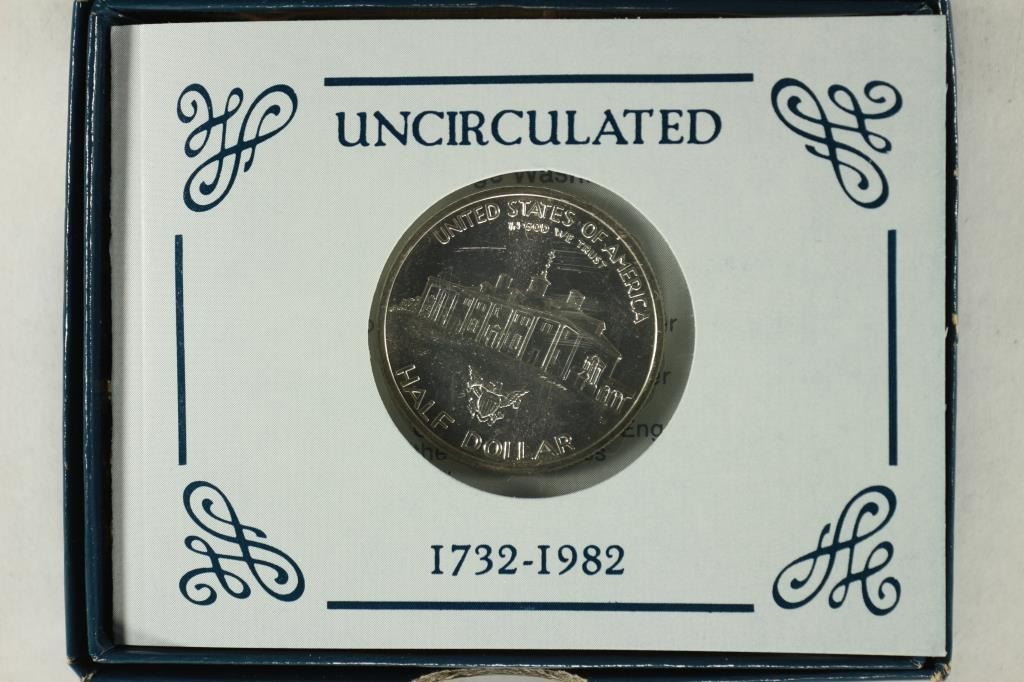 UNCIRCULATED
UNITED STATES OF AMERICA
IN GOD WE TRUST
HALF DOLLAR
1732-1982